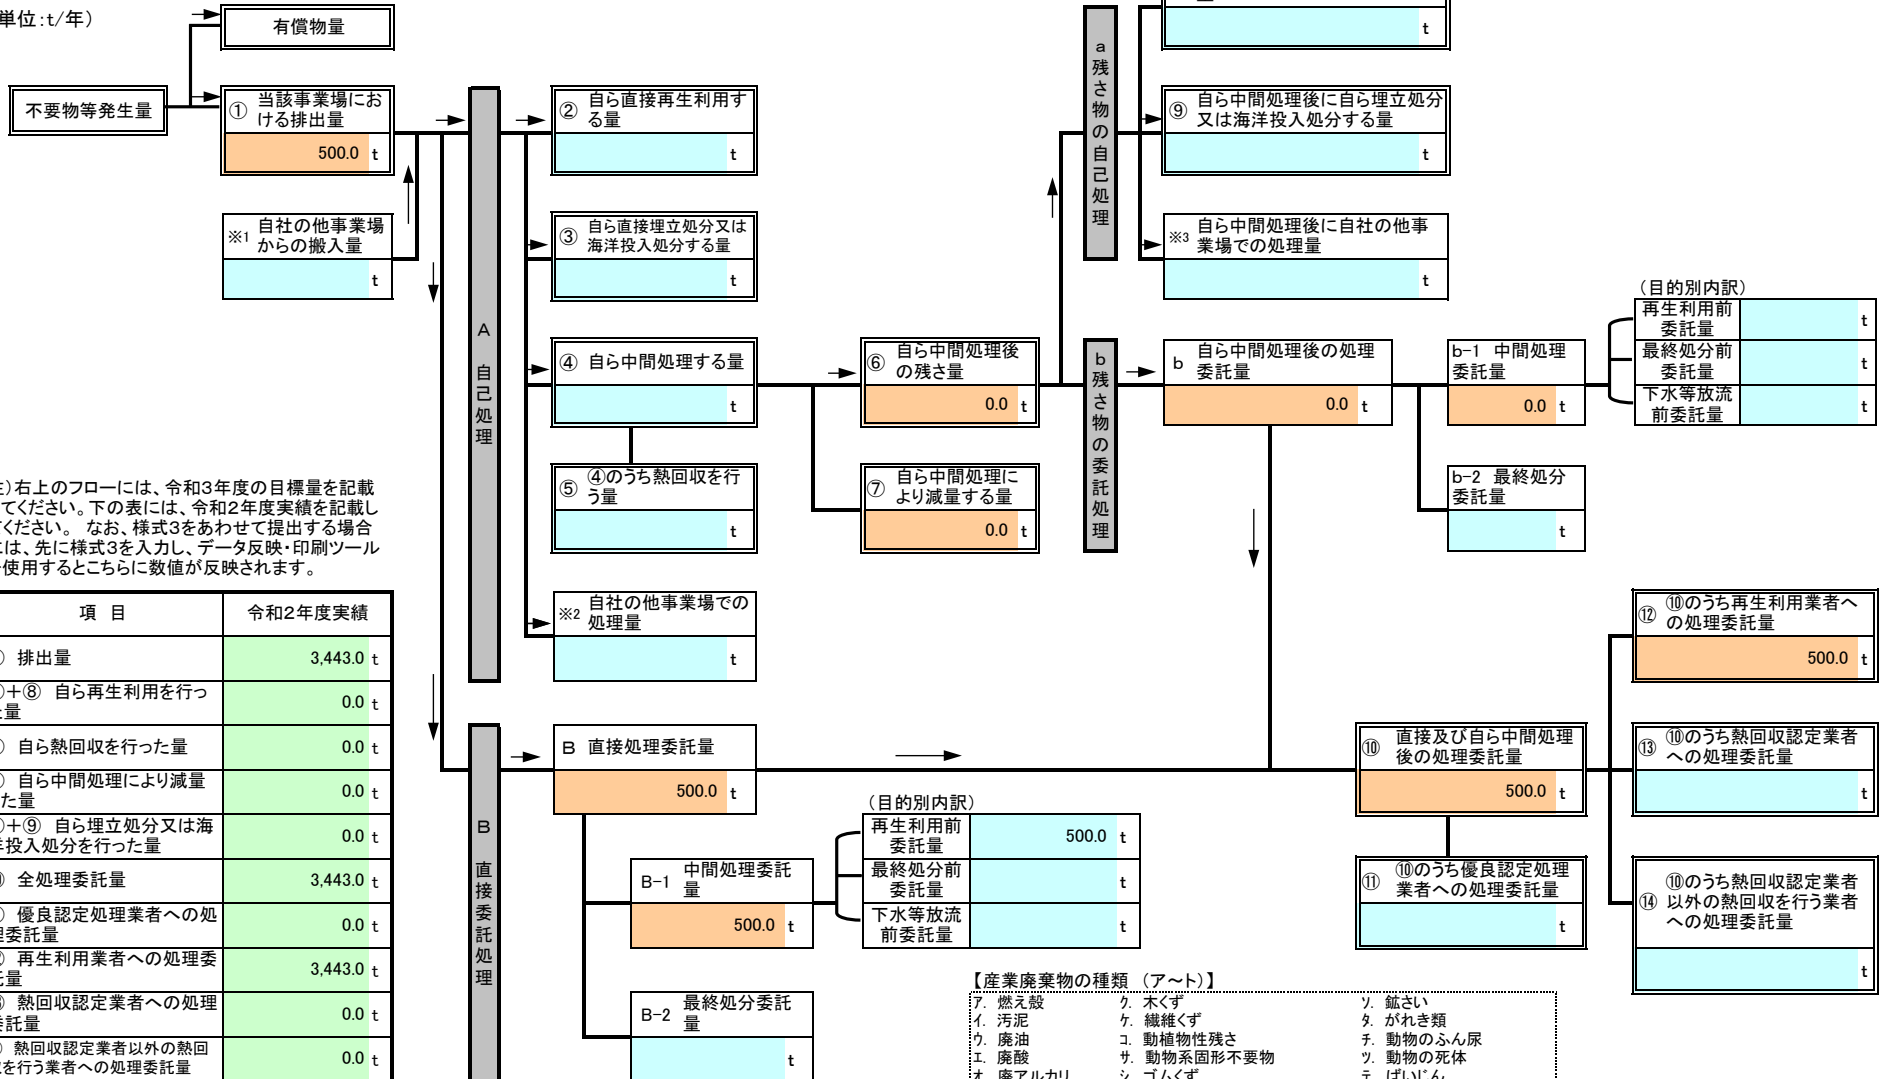 単位:t/年)
有償物量
不要物等発生量
① 当該事業場にお
ける排出量
500.0 t
※1 自社の他事業場
からの搬入量
t
A 自己処理
② 自ら直接再生利用す
る量
t
③ 自ら直接埋立処分又は
海洋投入処分する量
t
④ 自ら中間処理する量
t
⑤ ④のうち熱回収を行
う量
t
※2 自社の他事業場での
処理量
t
⑥ 自ら中間処理後
の残さ量
0.0 t
⑦ 自ら中間処理に
より減量する量
0.0 t
a 残さ物の自己処理
t
⑨ 自ら中間処理後に自ら埋立処分
又は海洋投入処分する量
t
※3 自ら中間処理後に自社の他事
業場での処理量
t
b 残さ物の委託処理
b 自ら中間処理後の処理
委託量
0.0 t
b-1 中間処理
委託量
0.0 t
(目的別内訳)
再生利用前
委託量
t
最終処分前
委託量
t
下水等放流
前委託量
t
b-2 最終処分
委託量
t
)右上のフローには、令和3年度の目標量を記載
てください。下の表には、令和2年度実績を記載し
ください。 なお、様式3をあわせて提出する場合
は、先に様式3を入力し、データ反映・印刷ツール
使用するとこちらに数値が反映されます。
項 目 令和2年度実績
) 排出量 3,443.0 t
)+⑧ 自ら再生利用を行っ
量 0.0 t
) 自ら熱回収を行った量 0.0 t
) 自ら中間処理により減量
た量 0.0 t
)+⑨ 自ら埋立処分又は海
投入処分を行った量 0.0 t
) 全処理委託量 3,443.0 t
) 優良認定処理業者への処
委託量 0.0 t
) 再生利用業者への処理委
量 3,443.0 t
) 熱回収認定業者への処理
託量 0.0 t
) 熱回収認定業者以外の熱回
を行う業者への処理委託量 0.0 t
B 直接委託処理
B 直接処理委託量
500.0 t
B-1 中間処理委託
量
500.0 t
(目的別内訳)
再生利用前
委託量
500.0 t
最終処分前
委託量
t
下水等放流
前委託量
t
B-2 最終処分委託
量
t
⑩ 直接及び自ら中間処理
後の処理委託量
500.0 t
⑪ ⑩のうち優良認定処理
業者への処理委託量
t
⑫ ⑩のうち再生利用業者へ
の処理委託量
500.0 t
⑬ ⑩のうち熱回収認定業者
への処理委託量
t
⑭ ⑩のうち熱回収認定業者
以外の熱回収を行う業者
への処理委託量
t
【産業廃棄物の種類 (ア~ト)】
ア. 燃え殻 ク. 木くず ソ. 鉱さい
イ. 汚泥 ケ. 繊維くず タ. がれき類
ウ. 廃油 コ. 動植物性残さ チ. 動物のふん尿
エ. 廃酸 サ. 動物系固形不要物 ツ. 動物の死体
オ. 廃アルカリ シ. ゴムくず テ. ばいじん